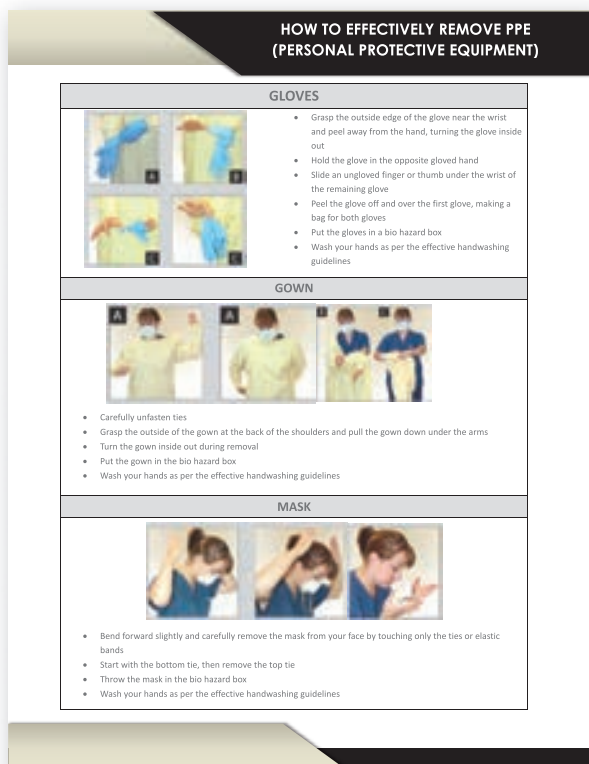 HOW TO EFFECTIVELY REMOVE PPE
(PERSONAL PROTECTIVE EQUIPMENT)
GLOVES
A
B
C
C
• Grasp the outside edge of the glove near the wrist
and peel away from the hand, turning the glove inside
out
• Hold the glove in the opposite gloved hand
• Slide an ungloved finger or thumb under the wrist of
the remaining glove
• Peel the glove off and over the first glove, making a
bag for both gloves
• Put the gloves in a bio hazard box
• Wash your hands as per the effective handwashing
guidelines
GOWN
A
A
• Carefully unfasten ties
• Grasp the outside of the gown at the back of the shoulders and pull the gown down under the arms
• Turn the gown inside out during removal
• Put the gown in the bio hazard box
• Wash your hands as per the effective handwashing guidelines
MASK
• Bend forward slightly and carefully remove the mask from your face by touching only the ties or elastic
bands
• Start with the bottom tie, then remove the top tie
• Throw the mask in the bio hazard box
• Wash your hands as per the effective handwashing guidelines